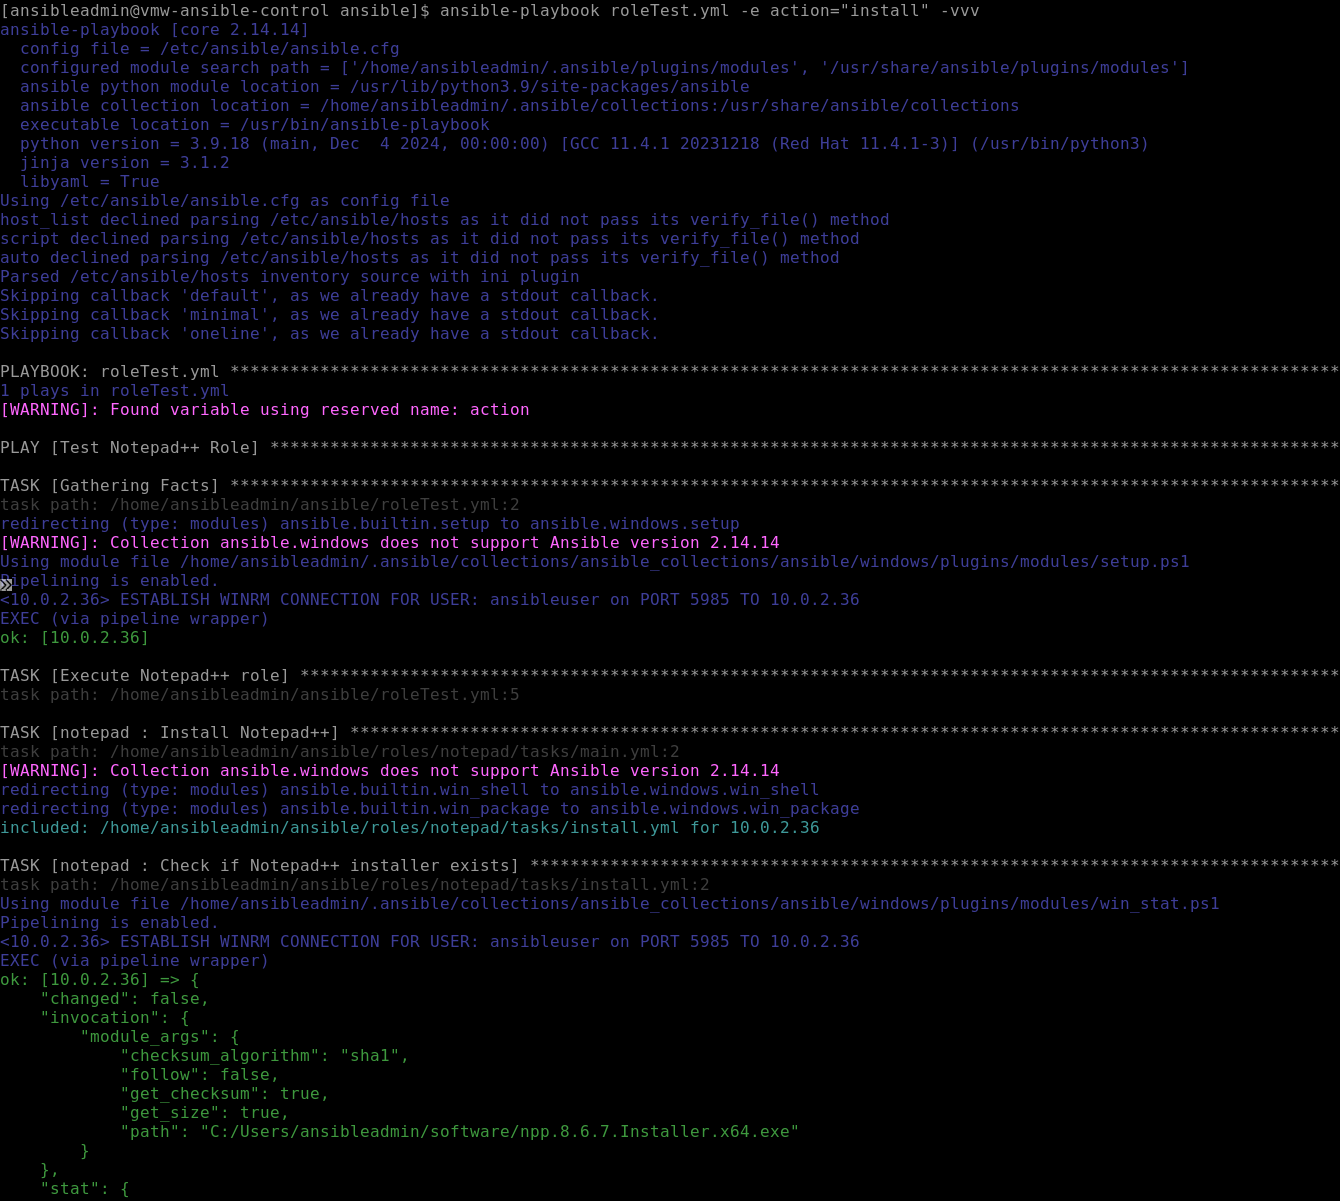 [ansibleadmin@vmw-ansible-control ansible]$ ansible-playbook roleTest.yml -e action="install" -vvv
ansible-playbook [core 2.14.14]
  config file = /etc/ansible/ansible.cfg
  configured module search path = ['/home/ansibleadmin/.ansible/plugins/modules', '/usr/share/ansible/plugins/modules']
  ansible python module location = /usr/lib/python3.9/site-packages/ansible
  ansible collection location = /home/ansibleadmin/.ansible/collections:/usr/share/ansible/collections
  executable location = /usr/bin/ansible-playbook
  python version = 3.9.18 (main, Dec  4 2024, 00:00:00) [GCC 11.4.1 20231218 (Red Hat 11.4.1-3)] (/usr/bin/python3)
  jinja version = 3.1.2
  libyaml = True
Using /etc/ansible/ansible.cfg as config file
host_list declined parsing /etc/ansible/hosts as it did not pass its verify_file() method
script declined parsing /etc/ansible/hosts as it did not pass its verify_file() method
auto declined parsing /etc/ansible/hosts as it did not pass its verify_file() method
Parsed /etc/ansible/hosts inventory source with ini plugin
Skipping callback 'default', as we already have a stdout callback.
Skipping callback 'minimal', as we already have a stdout callback.
Skipping callback 'oneline', as we already have a stdout callback.

PLAYBOOK: roleTest.yml ***************************************************************************************************************
1 plays in roleTest.yml
[WARNING]: Found variable using reserved name: action

PLAY [Test Notepad++ Role] ***********************************************************************************************************

TASK [Gathering Facts] ***************************************************************************************************************
task path: /home/ansibleadmin/ansible/roleTest.yml:2
redirecting (type: modules) ansible.builtin.setup to ansible.windows.setup
[WARNING]: Collection ansible.windows does not support Ansible version 2.14.14
Using module file /home/ansibleadmin/.ansible/collections/ansible_collections/ansible/windows/plugins/modules/setup.ps1
Pipelining is enabled.
<10.0.2.36> ESTABLISH WINRM CONNECTION FOR USER: ansibleuser on PORT 5985 TO 10.0.2.36
EXEC (via pipeline wrapper)
ok: [10.0.2.36]

TASK [Execute Notepad++ role] ********************************************************************************************************
task path: /home/ansibleadmin/ansible/roleTest.yml:5

TASK [notepad : Install Notepad++] ***************************************************************************************************
task path: /home/ansibleadmin/ansible/roles/notepad/tasks/main.yml:2
[WARNING]: Collection ansible.windows does not support Ansible version 2.14.14
redirecting (type: modules) ansible.builtin.win_shell to ansible.windows.win_shell
redirecting (type: modules) ansible.builtin.win_package to ansible.windows.win_package
included: /home/ansibleadmin/ansible/roles/notepad/tasks/install.yml for 10.0.2.36

TASK [notepad : Check if Notepad++ installer exists] *********************************************************************************
task path: /home/ansibleadmin/ansible/roles/notepad/tasks/install.yml:2
Using module file /home/ansibleadmin/.ansible/collections/ansible_collections/ansible/windows/plugins/modules/win_stat.ps1
Pipelining is enabled.
<10.0.2.36> ESTABLISH WINRM CONNECTION FOR USER: ansibleuser on PORT 5985 TO 10.0.2.36
EXEC (via pipeline wrapper)
ok: [10.0.2.36] => {
    "changed": false,
    "invocation": {
        "module_args": {
            "checksum_algorithm": "sha1",
            "follow": false,
            "get_checksum": true,
            "get_size": true,
            "path": "C:/Users/ansibleadmin/software/npp.8.6.7.Installer.x64.exe"
        }
    },
    "stat": {